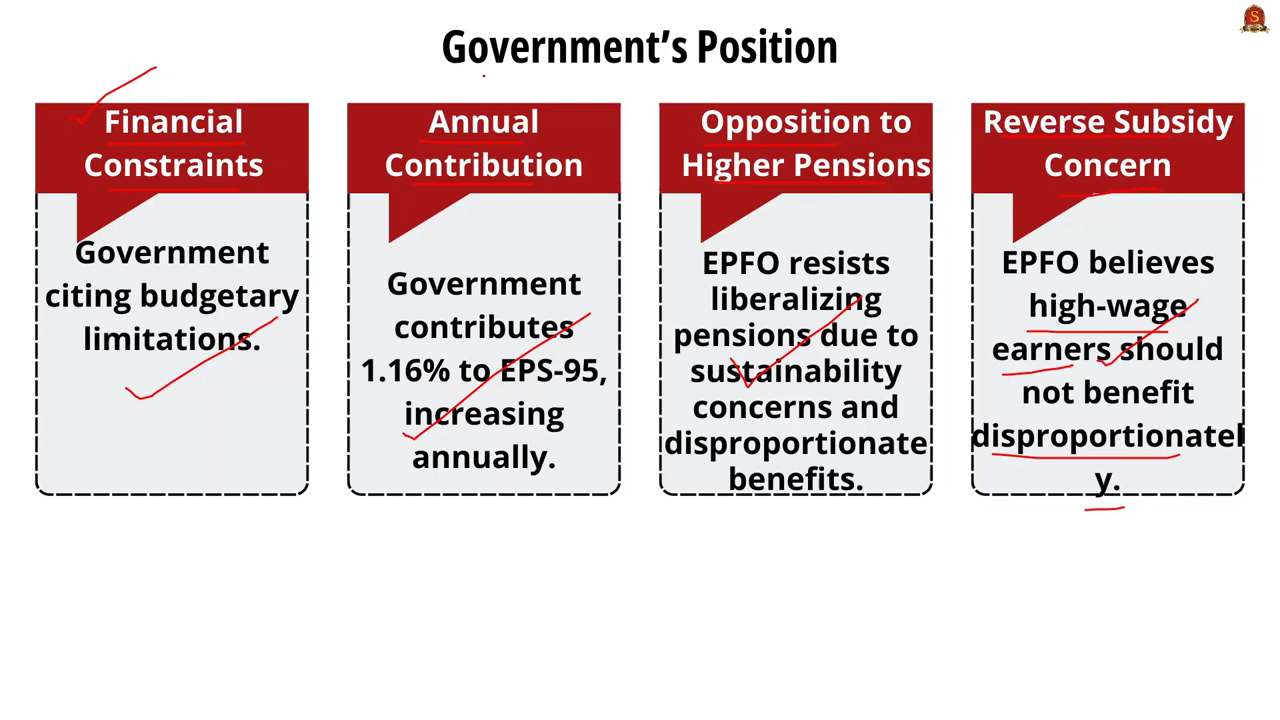 Government's Position
Financial
Constraints
Government
citing budgetary
limitations.
Annual
Contribution
Government
contributes
1.16% to EPS-95,
increasing
annually.
Opposition to
Higher Pensions
EPFO resists
liberalizing
pensions due to
sustainability
concerns and
disproportionate
benefits.
Reverse Subsidy
Concern
EPFO believes
high-wage
earners should
not benefit
disproportionatel
y.